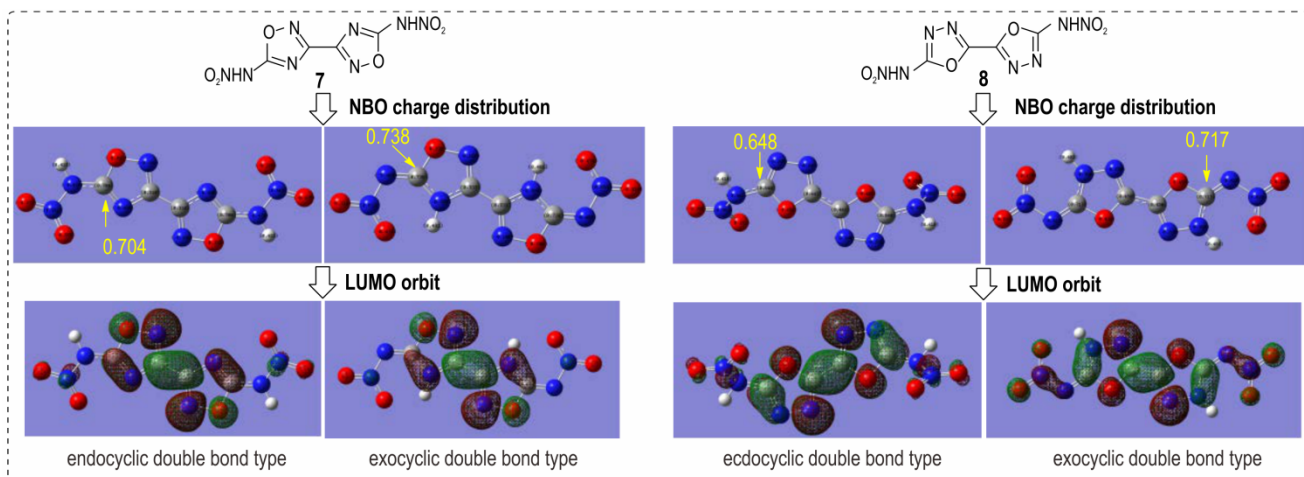 O N NHNO₂
N N
N O
O₂NHN 7
NBO charge distribution
0.738
0.704
LUMO orbit
endocyclic double bond type
exocyclic double bond type
N N O NHNO₂
O N N
O₂NHN 8
NBO charge distribution
0.648
0.717
LUMO orbit
ecdocyclic double bond type
exocyclic double bond type